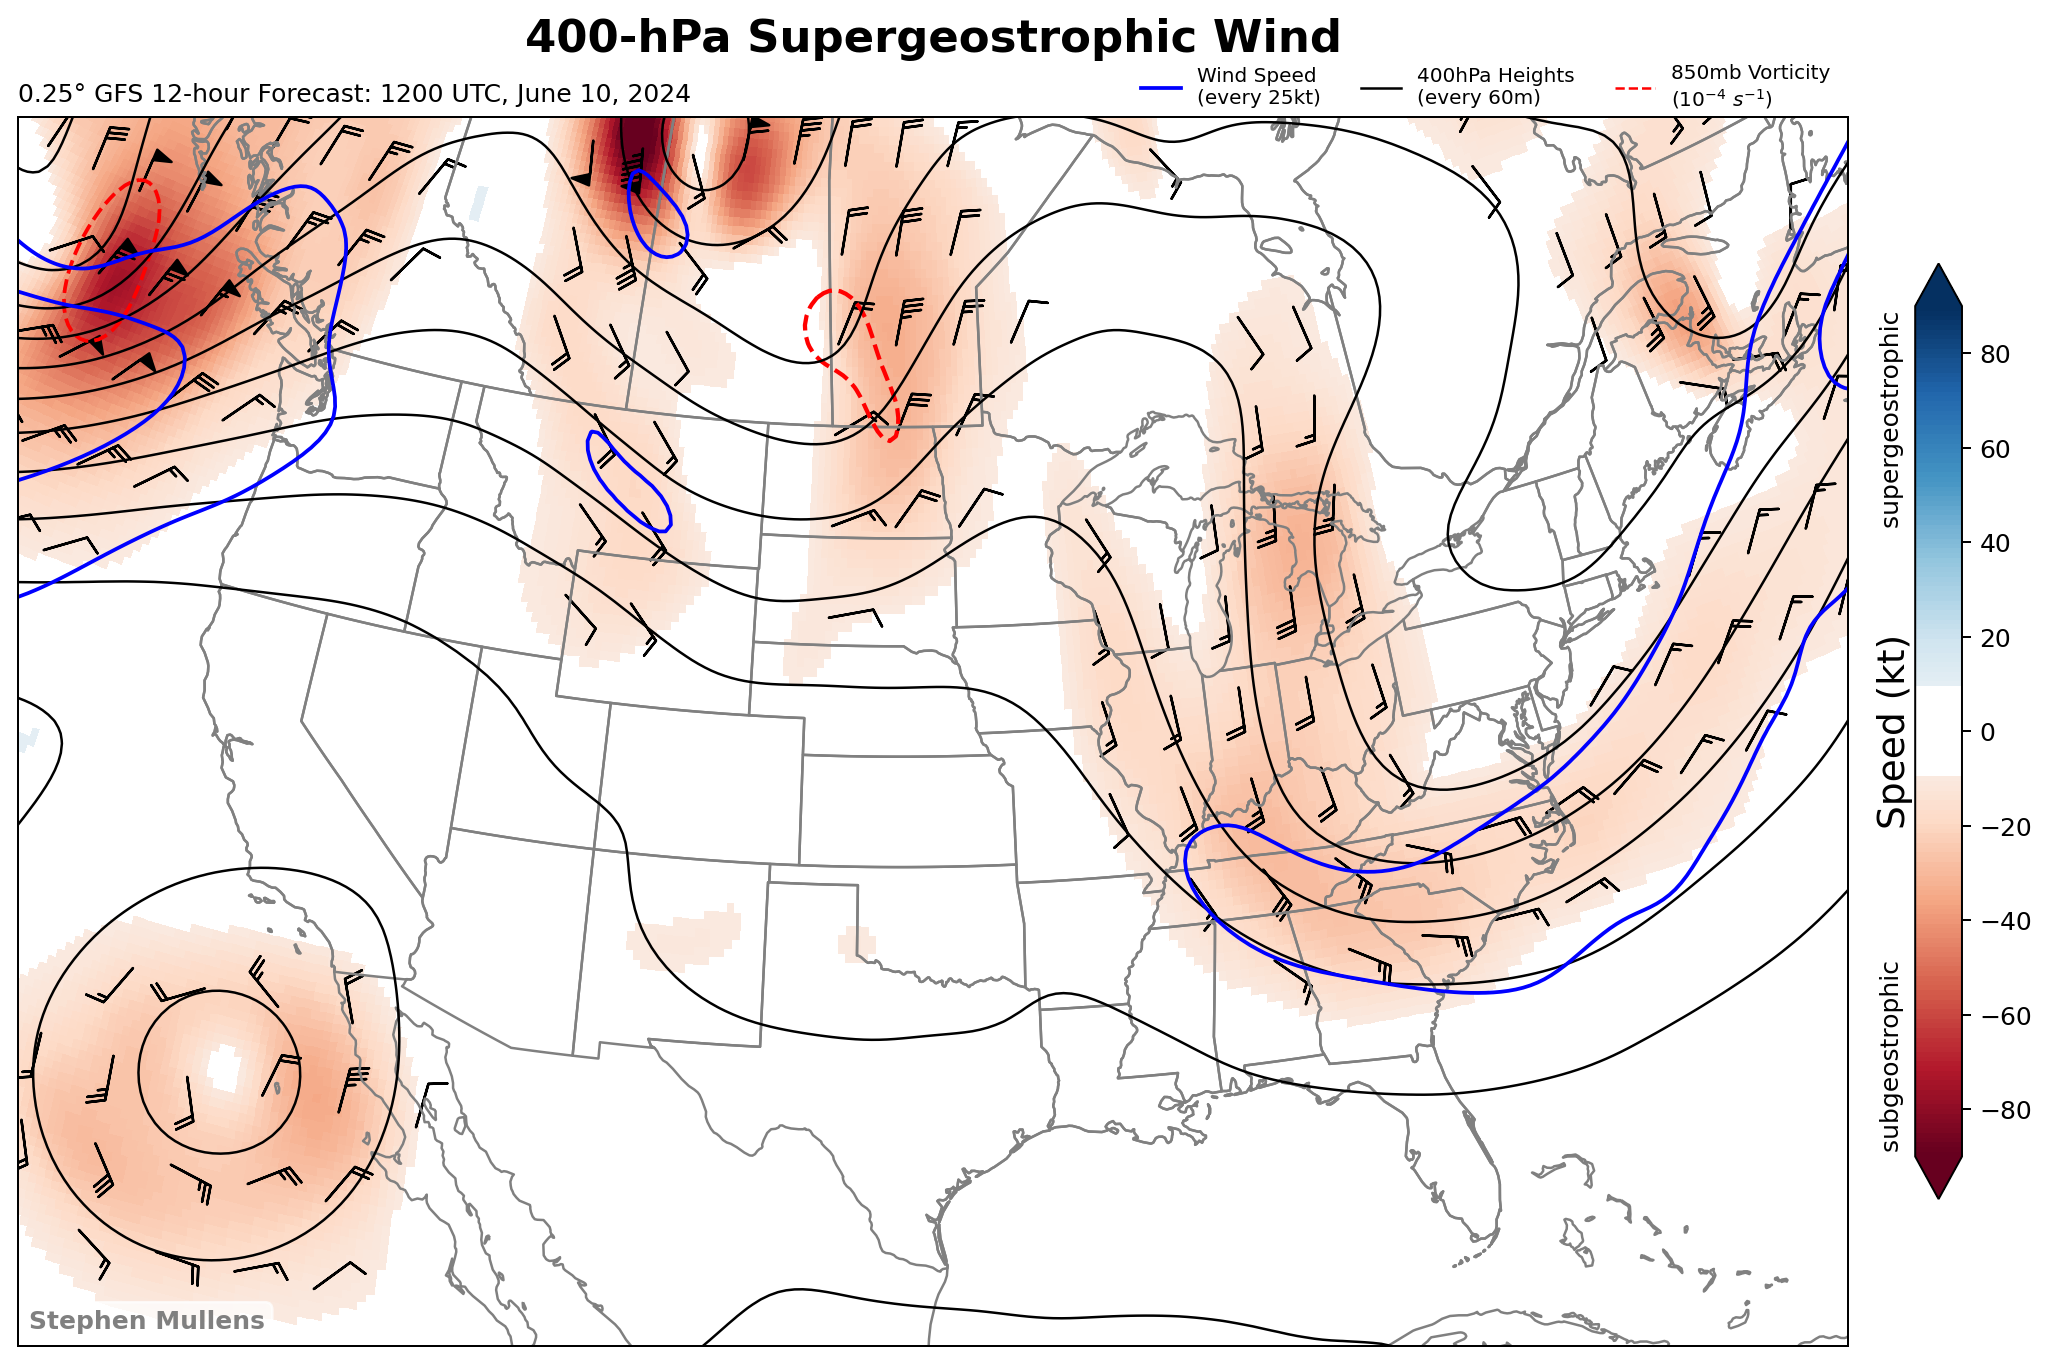 400-hPa Supergeostrophic Wind
0.25° GFS 12-hour Forecast: 1200 UTC, June 10, 2024
Wind Speed
(every 25kt)
400hPa Heights
(every 60m)
850mb Vorticity
(10⁻⁴ s⁻¹)
supergeostrophic
subgeostrophic
Speed (kt)
80
60
40
20
0
−20
−40
−60
−80
Stephen Mullens